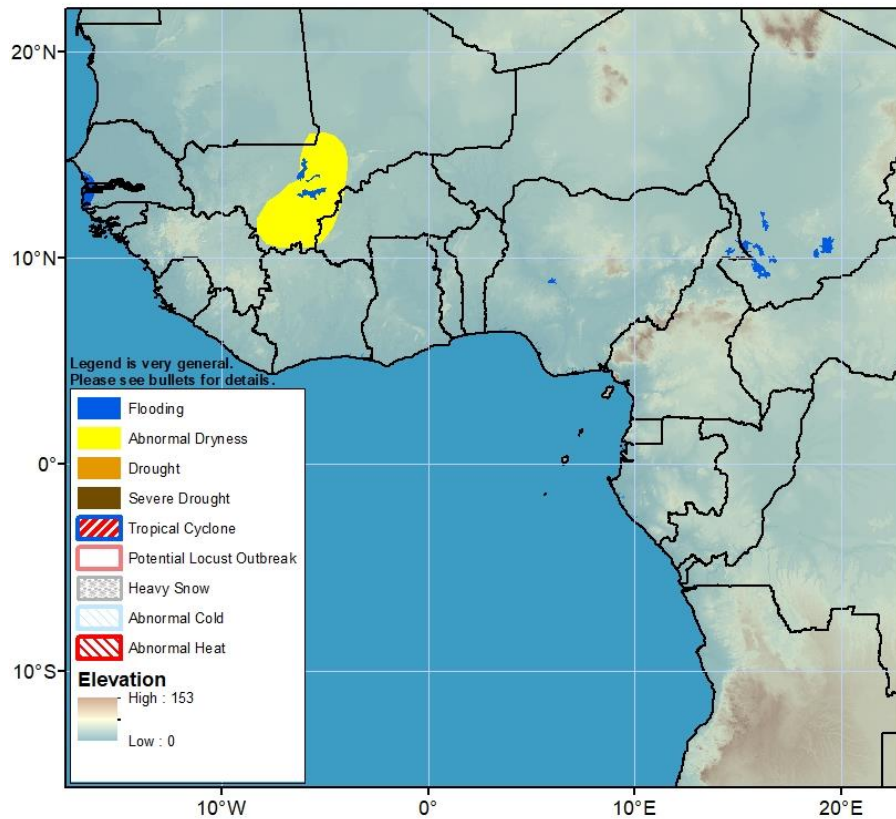 20°N
10°N
0°
10°S
Legend is very general.
Please see bullets for details.
Flooding
Abnormal Dryness
Drought
Severe Drought
Tropical Cyclone
Potential Locust Outbreak
Heavy Snow
Abnormal Cold
Abnormal Heat
Elevation
High : 153
Low : 0
10°W
0°
10°E
20°E